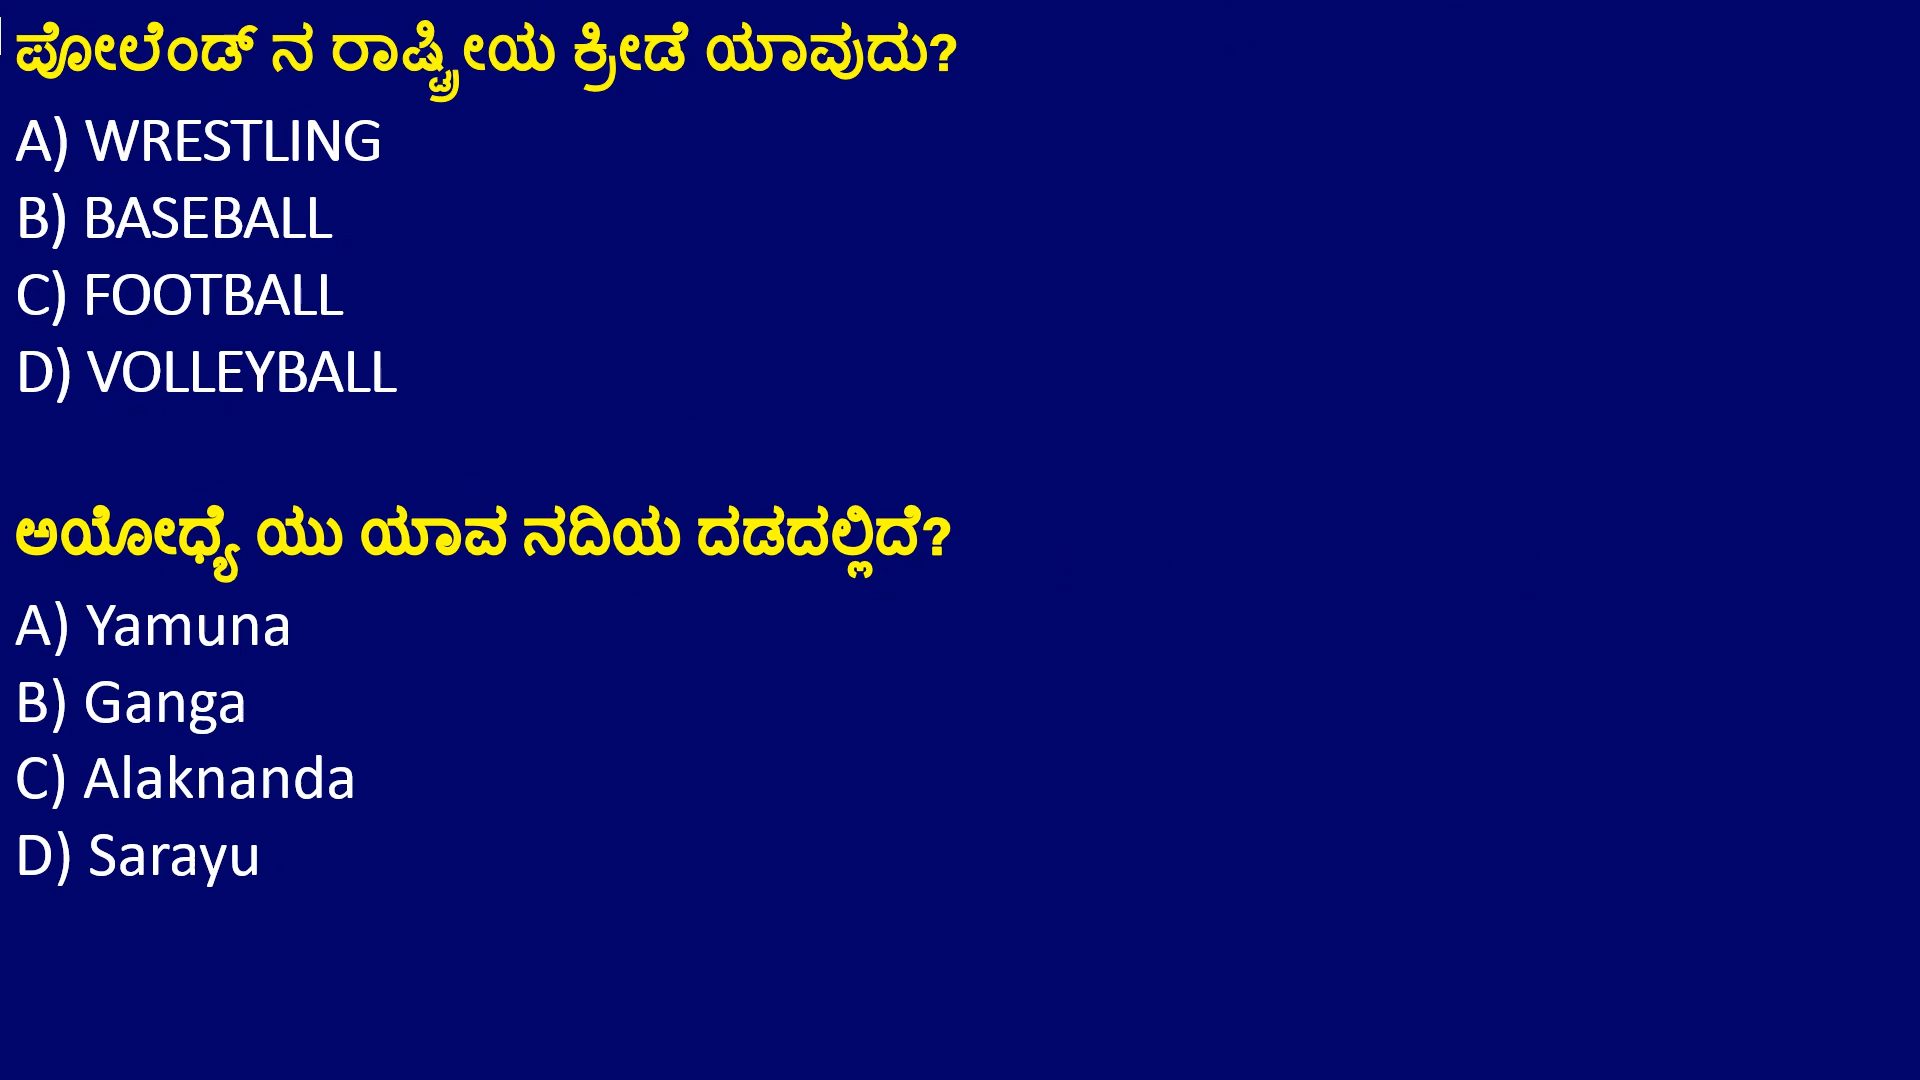 ಪೋಲೆಂಡ್ ನ ರಾಷ್ಟ್ರೀಯ ಕ್ರೀಡೆ ಯಾವುದು?
A) WRESTLING
B) BASEBALL
C) FOOTBALL
D) VOLLEYBALL
ಅಯೋಧ್ಯೆ ಯು ಯಾವ ನದಿಯ ದಡದಲ್ಲಿದೆ?
A) Yamuna
B) Ganga
C) Alaknanda
D) Sarayu